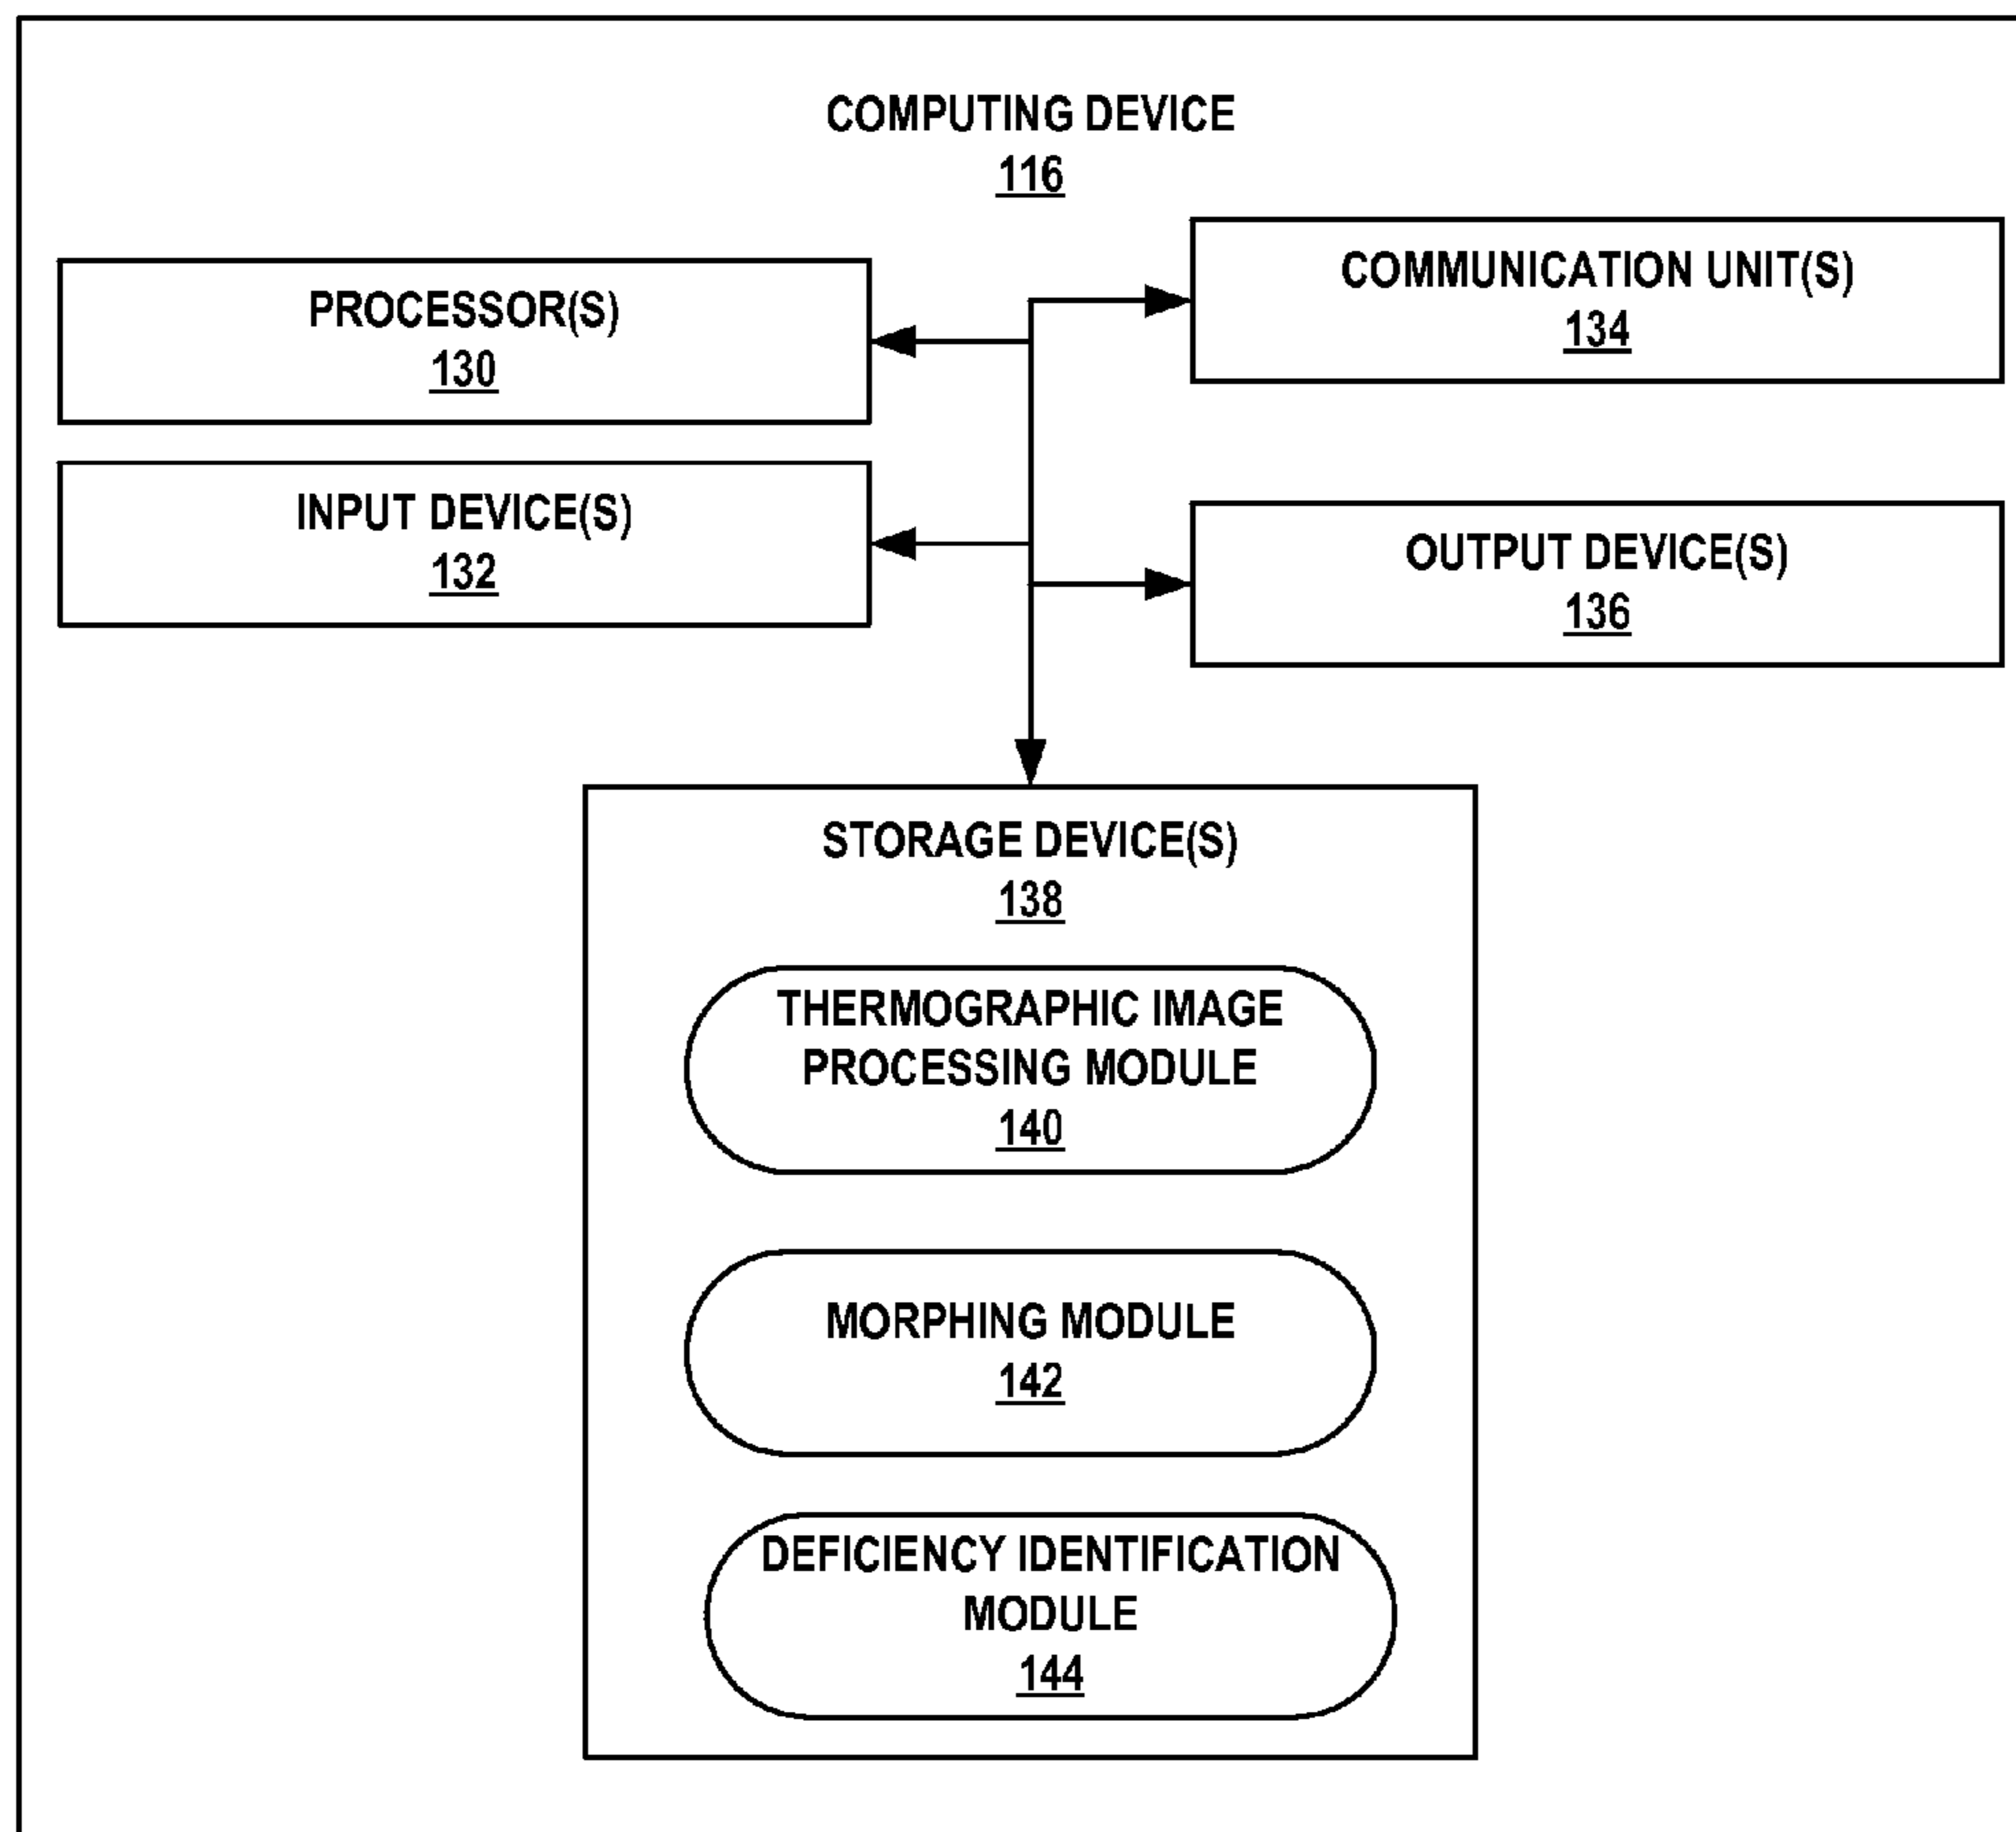 COMPUTING DEVICE
116
PROCESSOR(S)
130
COMMUNICATION UNIT(S)
134
INPUT DEVICE(S)
132
OUTPUT DEVICE(S)
136
STORAGE DEVICE(S)
138
THERMOGRAPHIC IMAGE
PROCESSING MODULE
140
MORPHING MODULE
142
DEFICIENCY IDENTIFICATION
MODULE
144